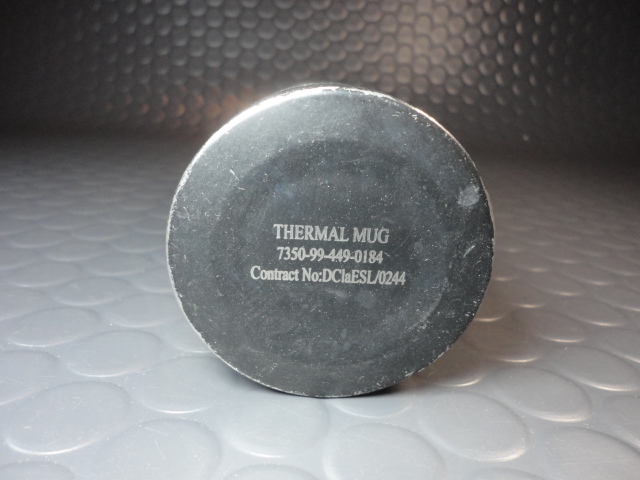 THERMAL MUG
7350-99-449-0184
Contract No:DClaESL/0244